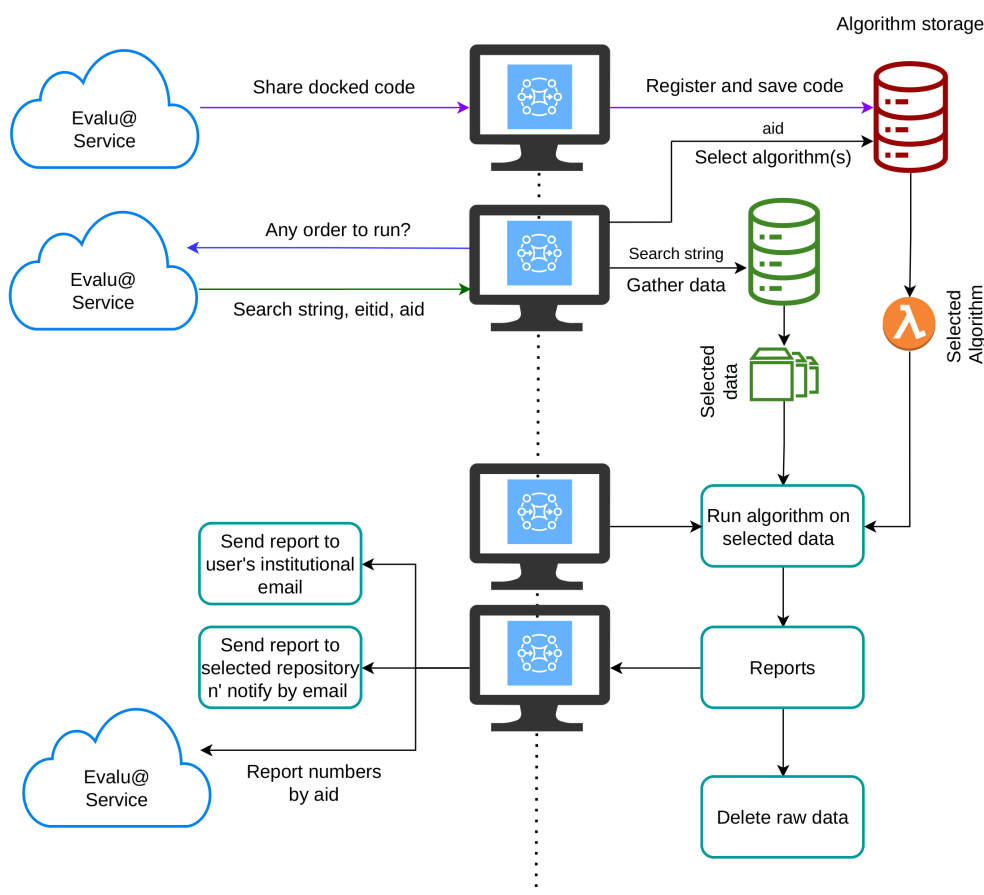 Algorithm storage
Evalu@
Service
Share docked code
Register and save code
aid
Select algorithm(s)
Evalu@
Service
Any order to run?
Search string, eitid, aid
Search string
Gather data
Selected
Algorithm
λ
Selected
data
Run algorithm on
selected data
Send report to
user's institutional
email
Send report to
selected repository
n' notify by email
Reports
Evalu@
Service
Report numbers
by aid
Delete raw data